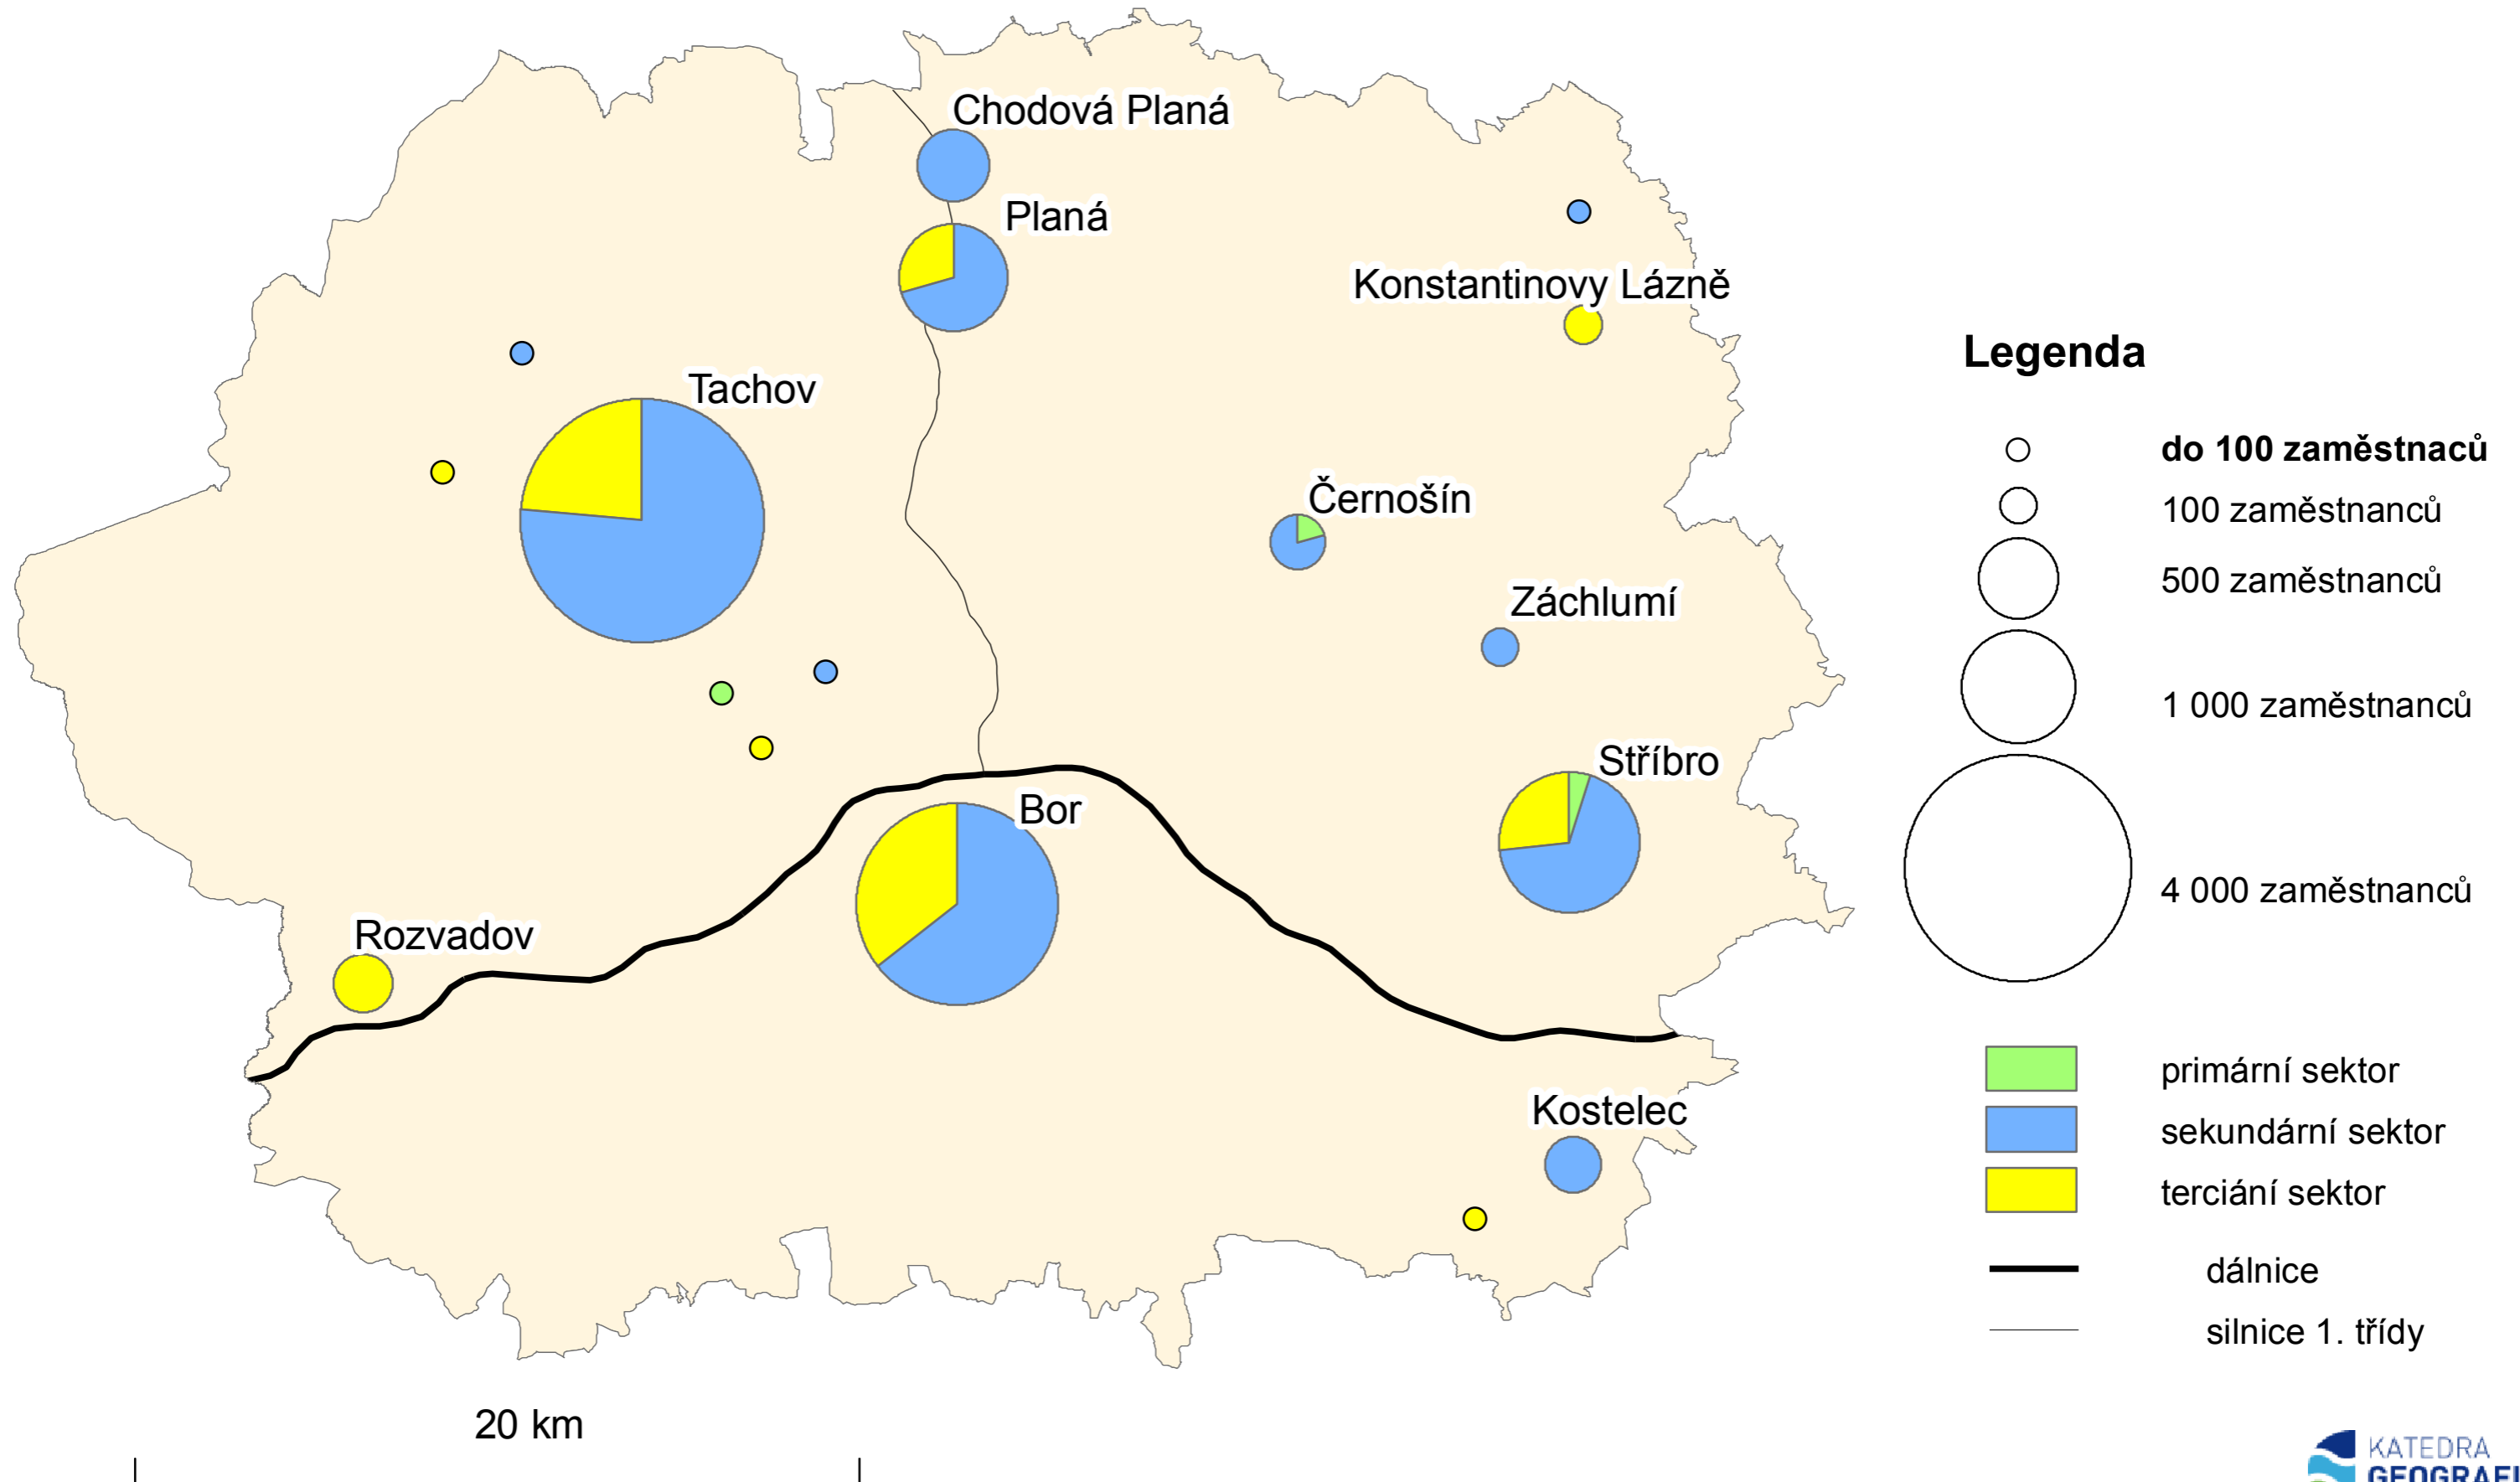 Chodová Planá
Planá
Konstantinovy Lázně
Tachov
Černošín
Záchlumí
Stříbro
Bor
Rozvadov
Kostelec
20 km
Legenda
do 100 zaměstnaců
100 zaměstnanců
500 zaměstnanců
1 000 zaměstnanců
4 000 zaměstnanců
primární sektor
sekundární sektor
terciání sektor
dálnice
silnice 1. třídy
KATEDRA